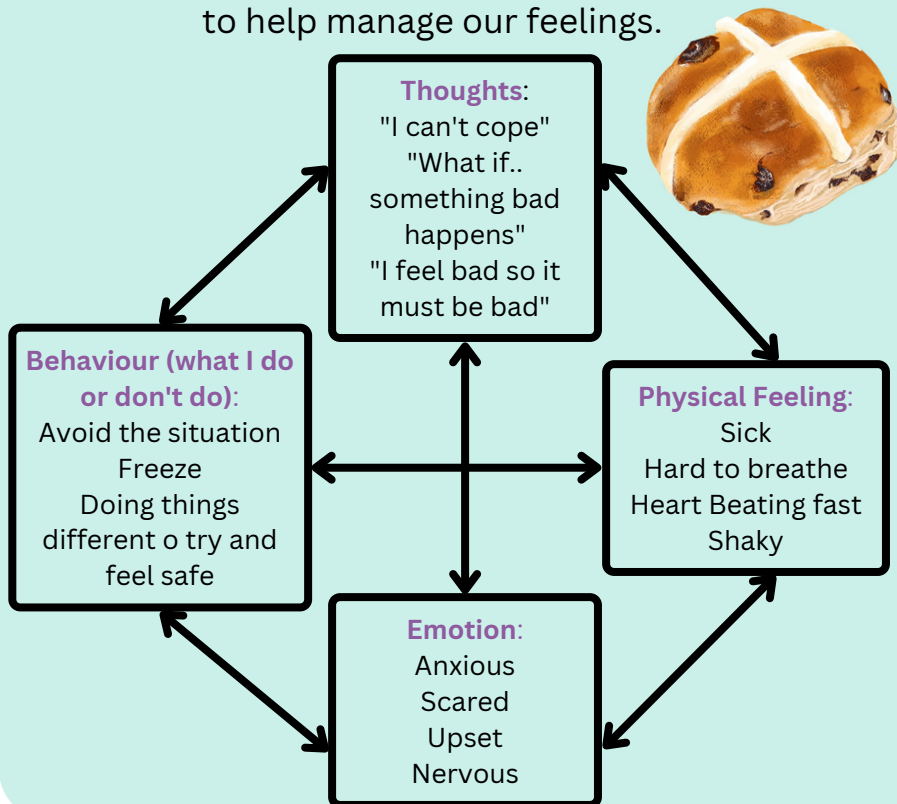 to help manage our feelings.
Thoughts:
"I can't cope"
"What if..
something bad
happens"
"I feel bad so it
must be bad"
Behaviour (what I do
or don't do):
Avoid the situation
Freeze
Doing things
different o try and
feel safe
Physical Feeling:
Sick
Hard to breathe
Heart Beating fast
Shaky
Emotion:
Anxious
Scared
Upset
Nervous